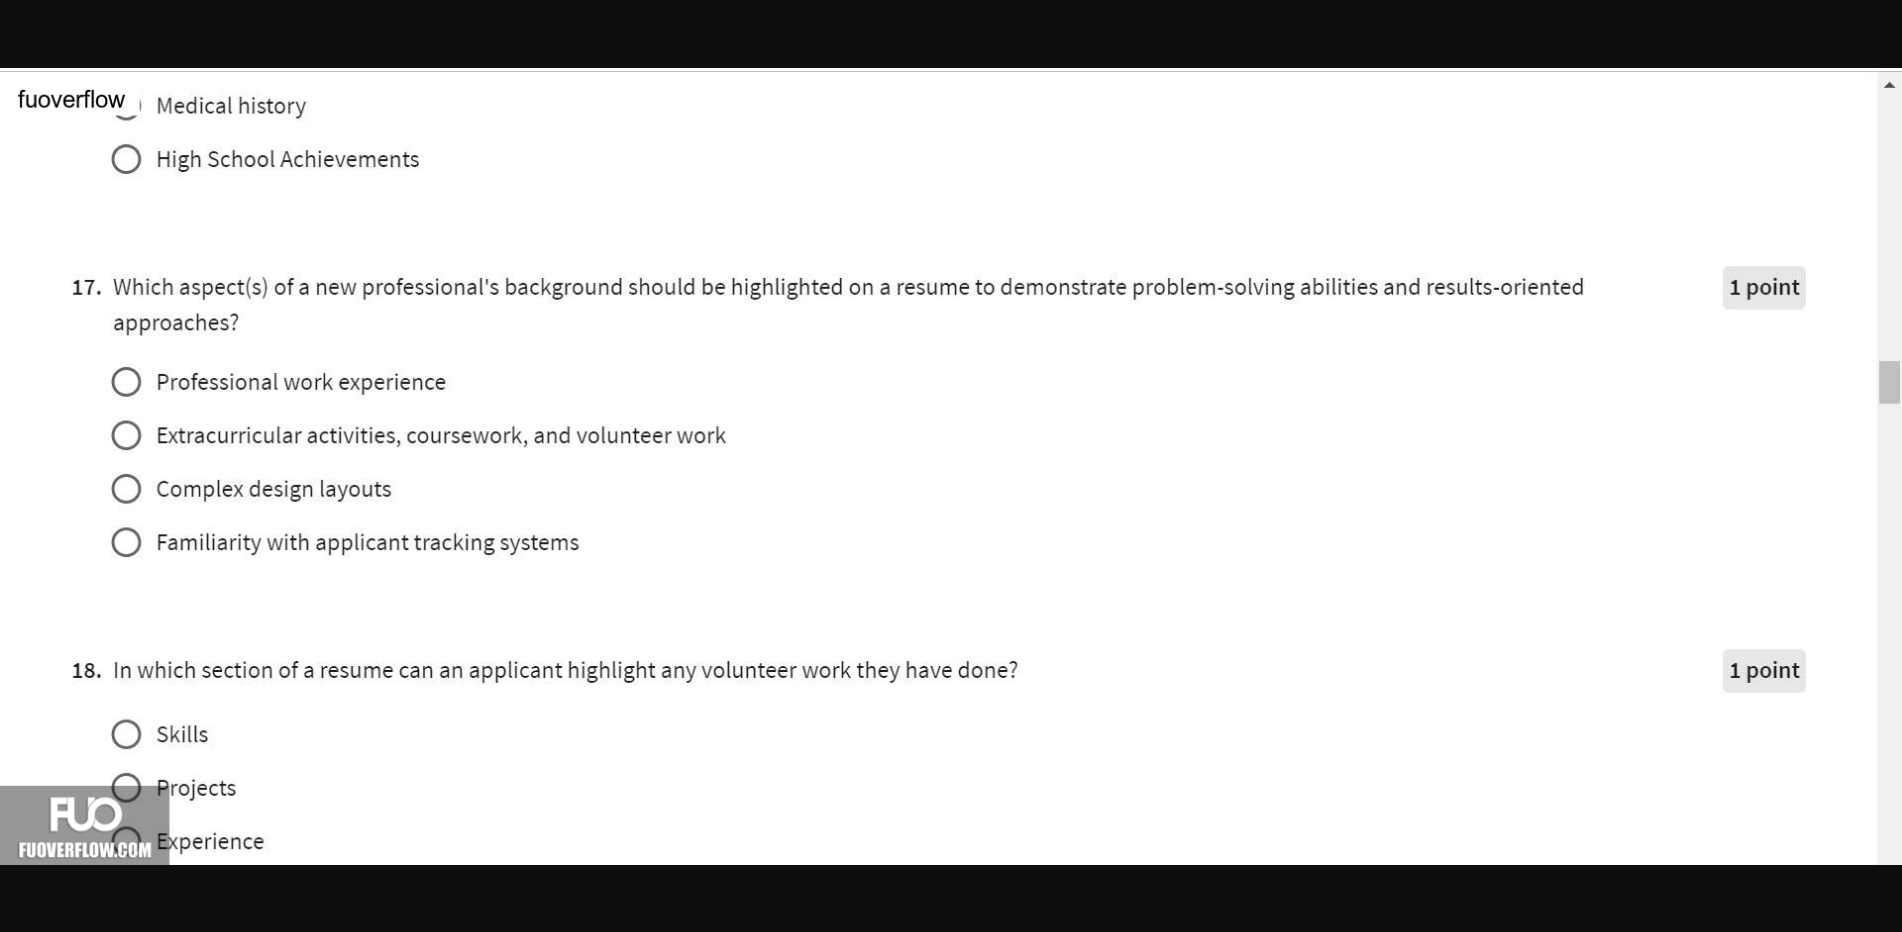 fuoverflow
Medical history
High School Achievements
17. Which aspect(s) of a new professional's background should be highlighted on a resume to demonstrate problem-solving abilities and results-oriented
approaches?
1 point
Professional work experience
Extracurricular activities, coursework, and volunteer work
Complex design layouts
Familiarity with applicant tracking systems
18. In which section of a resume can an applicant highlight any volunteer work they have done?
1 point
Skills
Projects
Experience
FUO
FUOVERFLOW.COM